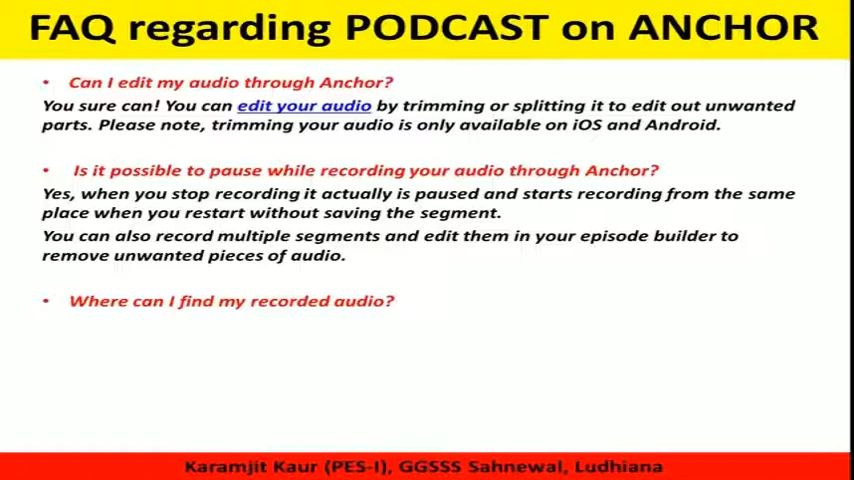 FAQ regarding PODCAST on ANCHOR
• Can I edit my audio through Anchor?
You sure can! You can edit your audio by trimming or splitting it to edit out unwanted
parts. Please note, trimming your audio is only available on iOS and Android.
• Is it possible to pause while recording your audio through Anchor?
Yes, when you stop recording it actually is paused and starts recording from the same
place when you restart without saving the segment.
You can also record multiple segments and edit them in your episode builder to
remove unwanted pieces of audio.
• Where can I find my recorded audio?
Karamjit Kaur (PES-I), GGSSS Sahnewal, Ludhiana